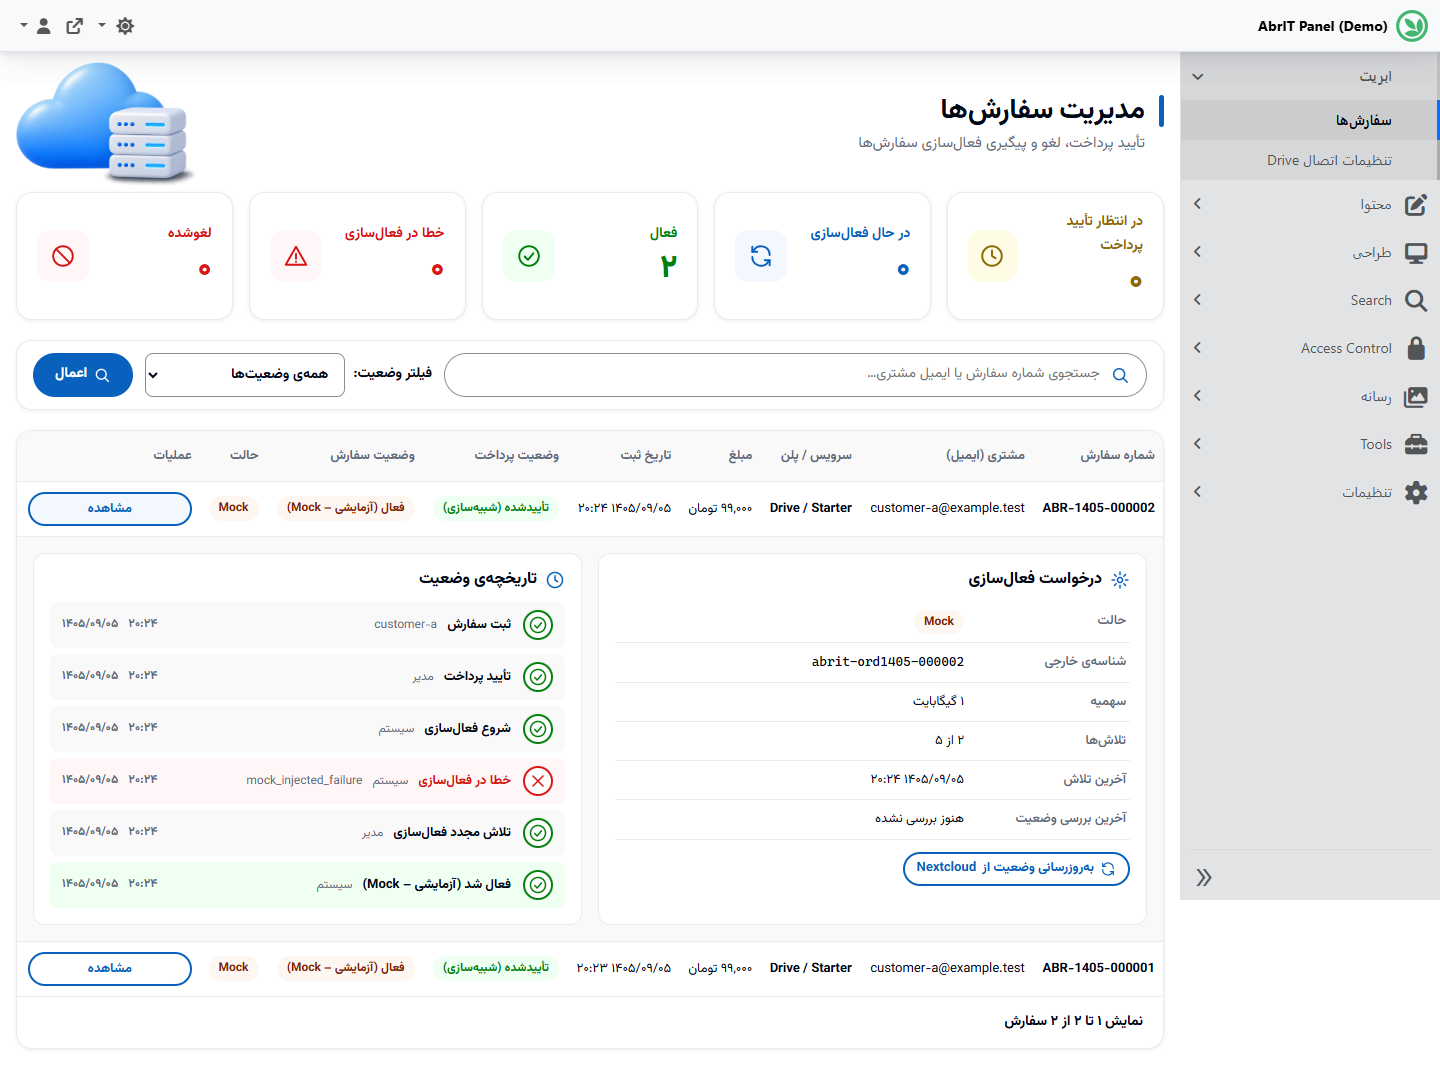 AbrIT Panel (Demo)
ابریت
سفارش‌ها
تنظیمات اتصال Drive
محتوا
طراحی
Search
Access Control
رسانه
Tools
تنظیمات
مدیریت سفارش‌ها
تأیید پرداخت، لغو و پیگیری فعال‌سازی سفارش‌ها
در انتظار تأیید پرداخت
۰
در حال فعال‌سازی
۰
فعال
۲
خطا در فعال‌سازی
۰
لغوشده
۰
جستجوی شماره سفارش یا ایمیل مشتری...
فیلتر وضعیت:
همه‌ی وضعیت‌ها
اعمال
شماره سفارش مشتری (ایمیل) سرویس / پلن مبلغ تاریخ ثبت وضعیت پرداخت وضعیت سفارش حالت عملیات
ABR-1405-000002 customer-a@example.test Drive / Starter ۹۹,۰۰۰ تومان ۱۴۰۵/۰۹/۰۵ ۲۰:۲۴ تأییدشده (شبیه‌سازی) فعال (آزمایشی – Mock) Mock مشاهده
درخواست فعال‌سازی
حالت Mock
شناسه‌ی خارجی abrit-ord1405-000002
سهمیه ۱ گیگابایت
تلاش‌ها ۲ از ۵
آخرین تلاش ۱۴۰۵/۰۹/۰۵ ۲۰:۲۴
آخرین بررسی وضعیت هنوز بررسی نشده
به‌روزرسانی وضعیت از Nextcloud
تاریخچه‌ی وضعیت
ثبت سفارش customer-a ۲۰:۲۴ ۱۴۰۵/۰۹/۰۵
تأیید پرداخت مدیر ۲۰:۲۴ ۱۴۰۵/۰۹/۰۵
شروع فعال‌سازی سیستم ۲۰:۲۴ ۱۴۰۵/۰۹/۰۵
خطا در فعال‌سازی سیستم mock_injected_failure ۲۰:۲۴ ۱۴۰۵/۰۹/۰۵
تلاش مجدد فعال‌سازی مدیر ۲۰:۲۴ ۱۴۰۵/۰۹/۰۵
فعال شد (آزمایشی – Mock) سیستم ۲۰:۲۴ ۱۴۰۵/۰۹/۰۵
ABR-1405-000001 customer-a@example.test Drive / Starter ۹۹,۰۰۰ تومان ۱۴۰۵/۰۹/۰۵ ۲۰:۲۳ تأییدشده (شبیه‌سازی) فعال (آزمایشی – Mock) Mock مشاهده
نمایش ۱ تا ۲ از ۲ سفارش